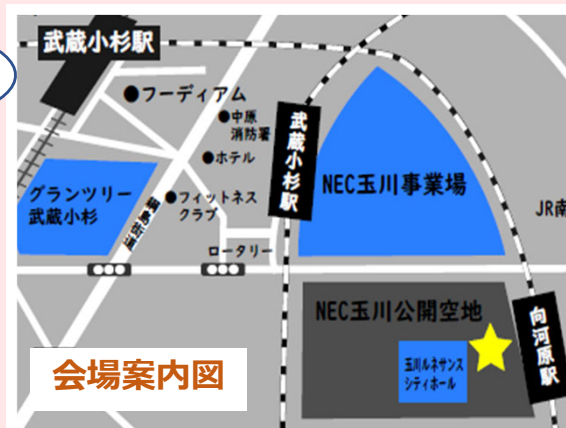 武蔵小杉駅
●フーディアム
●中原
消防署
●ホテル
武蔵小杉駅
NEC玉川事業場
グランツリー
武蔵小杉
●フィットネス
クラブ
綱島街道
JR南
ロータリー
NEC玉川公開空地
向河原駅
玉川ルネサンス
シティホール
会場案内図